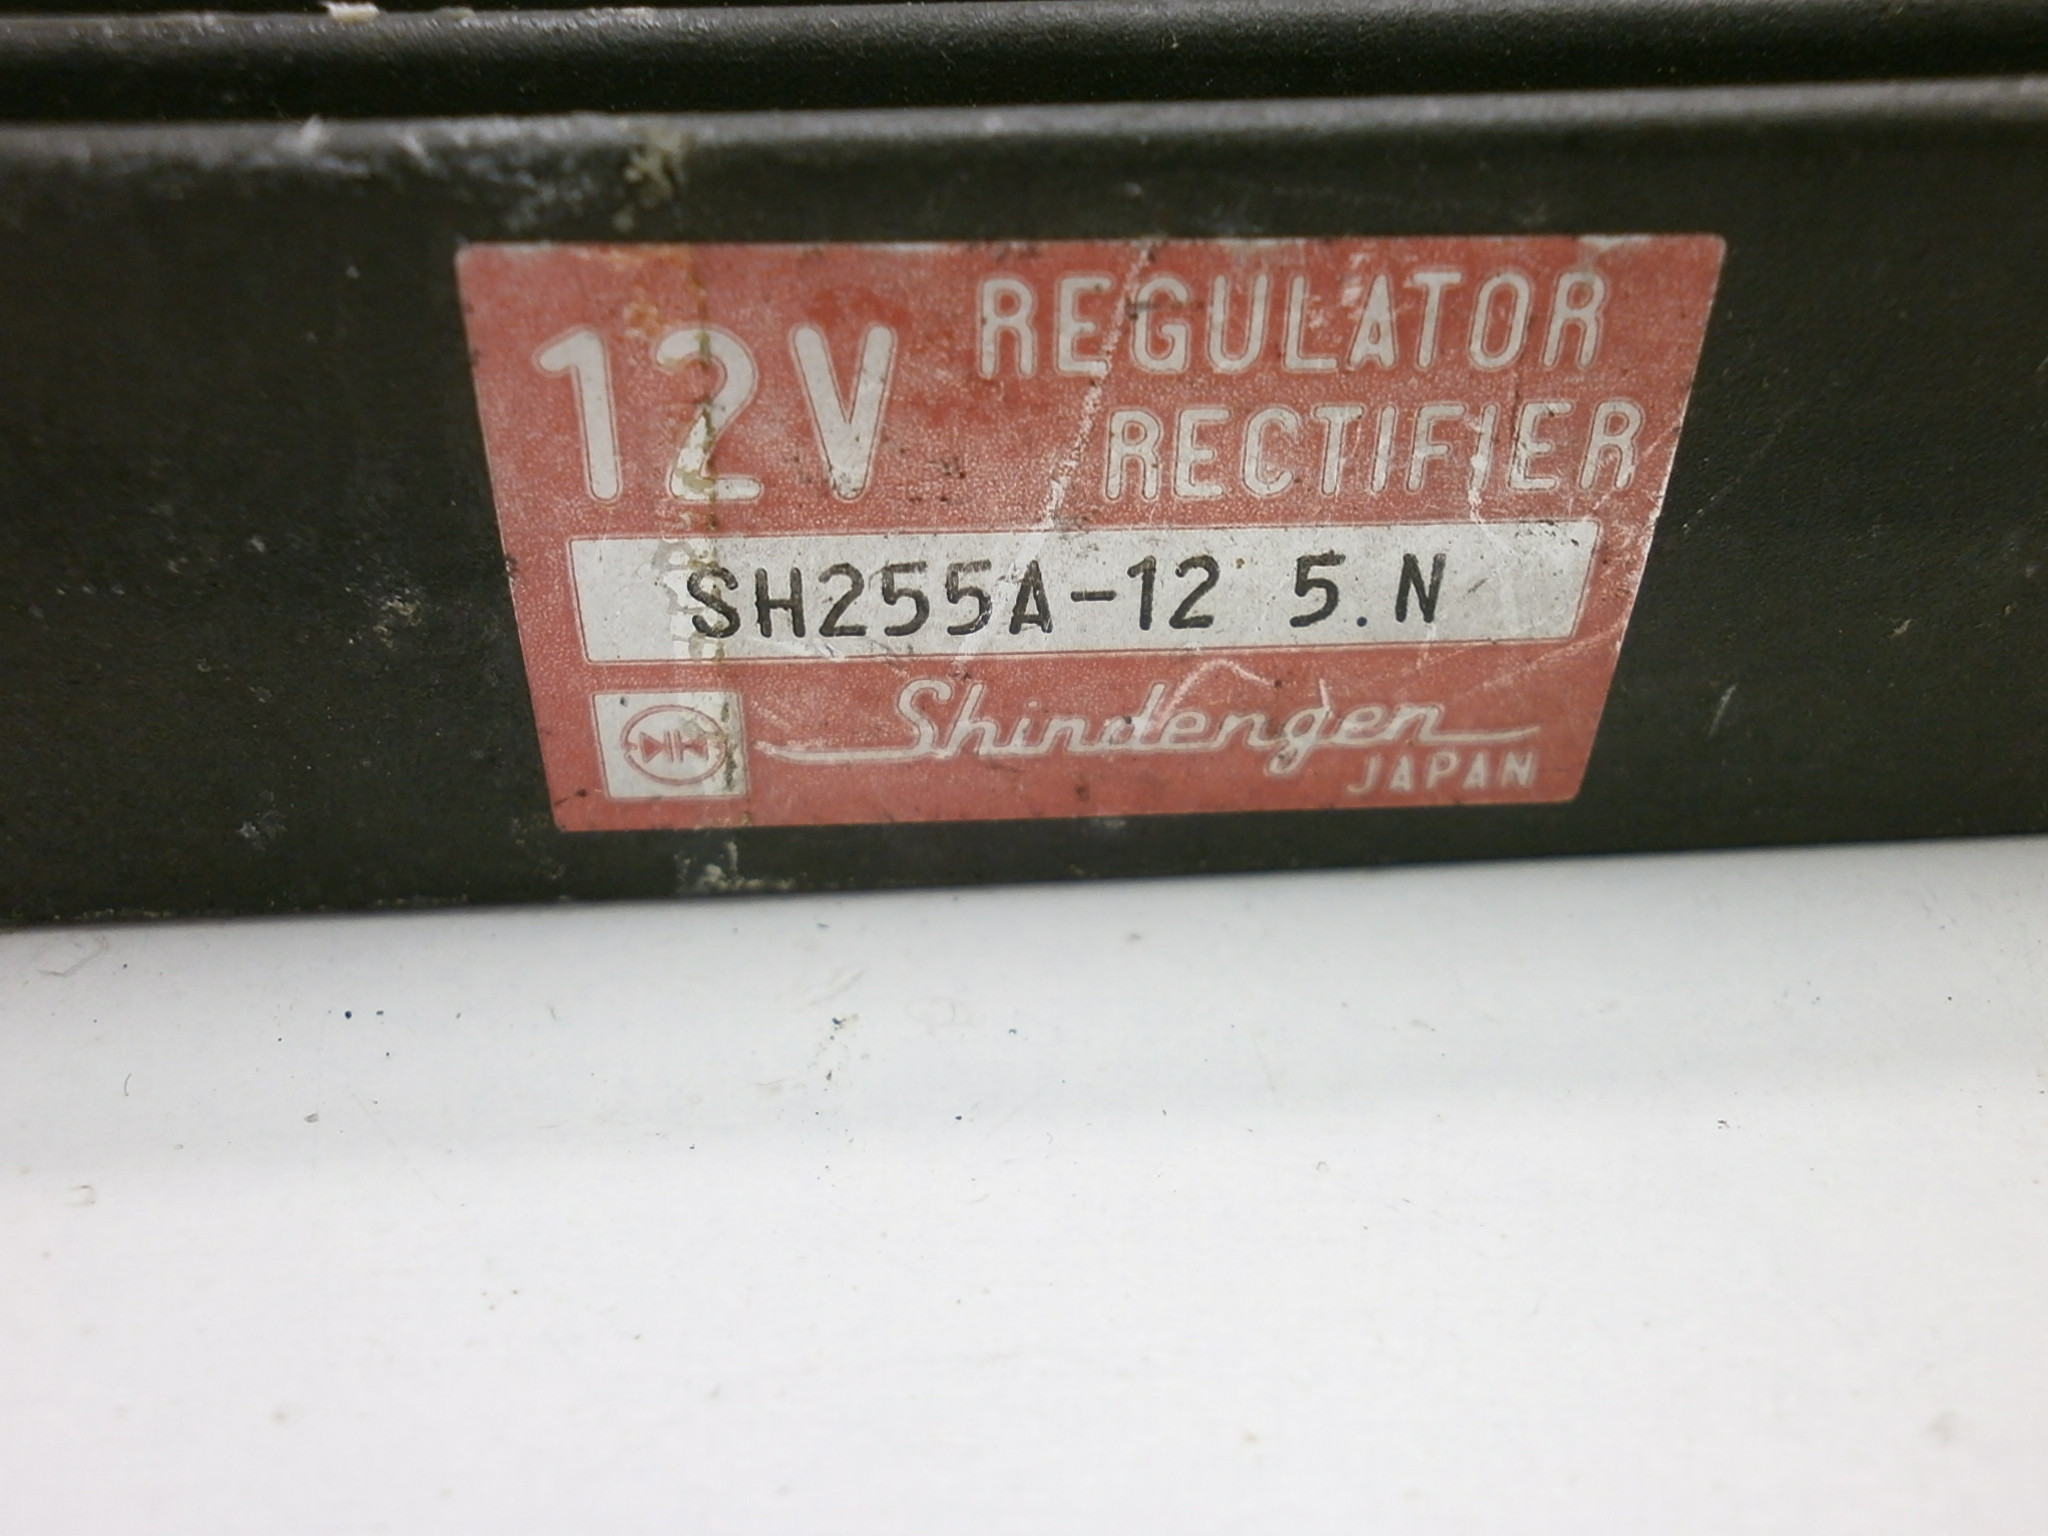 12V REGULATOR
RECTIFIER
SH255A-12 5.N
Shindengen
JAPAN